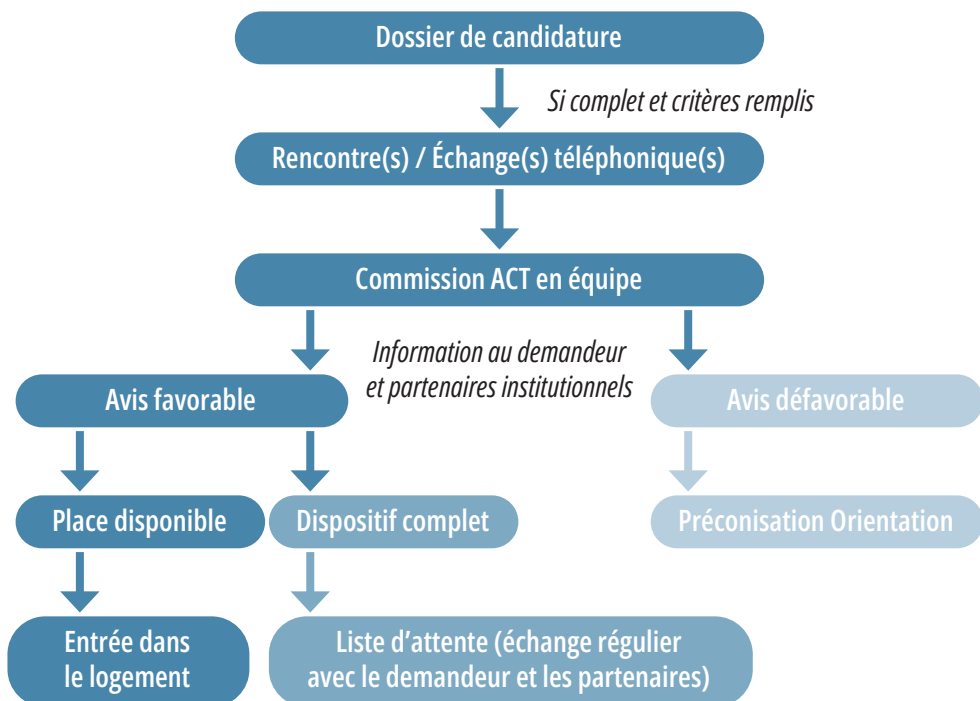 Dossier de candidature
Si complet et critères remplis
Rencontre(s) / Échange(s) téléphonique(s)
Commission ACT en équipe
Information au demandeur
et partenaires institutionnels
Avis favorable
Avis défavorable
Place disponible
Dispositif complet
Préconisation Orientation
Entrée dans
le logement
Liste d’attente (échange régulier
avec le demandeur et les partenaires)